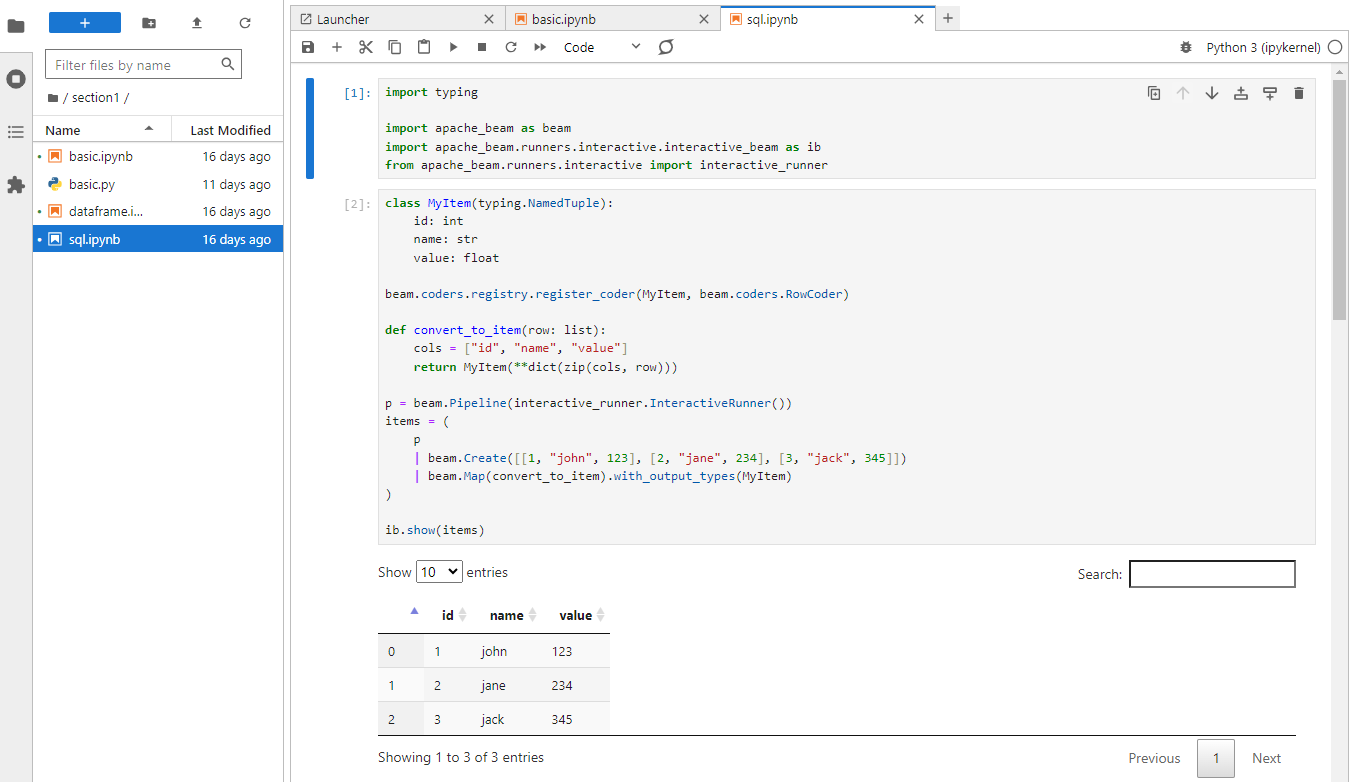 Launcher
basic.ipynb
sql.ipynb
Code
Python 3 (ipykernel)
Filter files by name
/ section1 /
Name Last Modified
basic.ipynb 16 days ago
basic.py 11 days ago
dataframe.i... 16 days ago
sql.ipynb 16 days ago
[1]:
import typing
import apache_beam as beam
import apache_beam.runners.interactive.interactive_beam as ib
from apache_beam.runners.interactive import interactive_runner
[2]:
class MyItem(typing.NamedTuple):
    id: int
    name: str
    value: float
beam.coders.registry.register_coder(MyItem, beam.coders.RowCoder)
def convert_to_item(row: list):
    cols = ["id", "name", "value"]
    return MyItem(**dict(zip(cols, row)))
p = beam.Pipeline(interactive_runner.InteractiveRunner())
items = (
    p
    | beam.Create([[1, "john", 123], [2, "jane", 234], [3, "jack", 345]])
    | beam.Map(convert_to_item).with_output_types(MyItem)
)
ib.show(items)
Show 10 entries
Search:
id name value
0 1 john 123
1 2 jane 234
2 3 jack 345
Showing 1 to 3 of 3 entries
Previous 1 Next